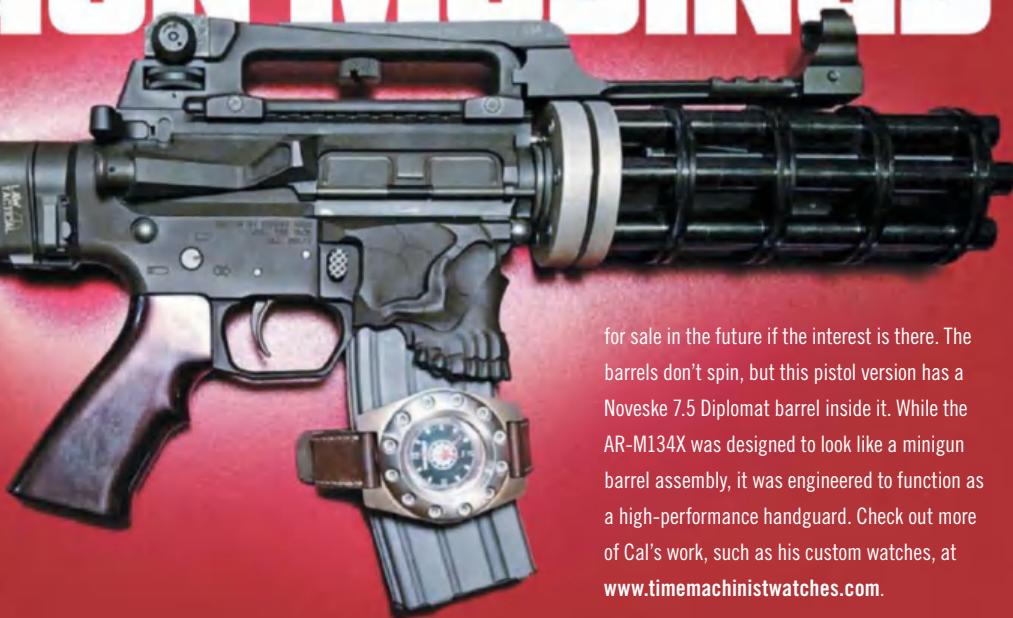 MUSINGS
for sale in the future if the interest is there. The
barrels don't spin, but this pistol version has a
Noveske 7.5 Diplomat barrel inside it. While the
AR-M134X was designed to look like a minigun
barrel assembly, it was engineered to function as
a high-performance handguard. Check out more
of Cal's work, such as his custom watches, at
www.timemachinistwatches.com.
LAW
TACTICAL